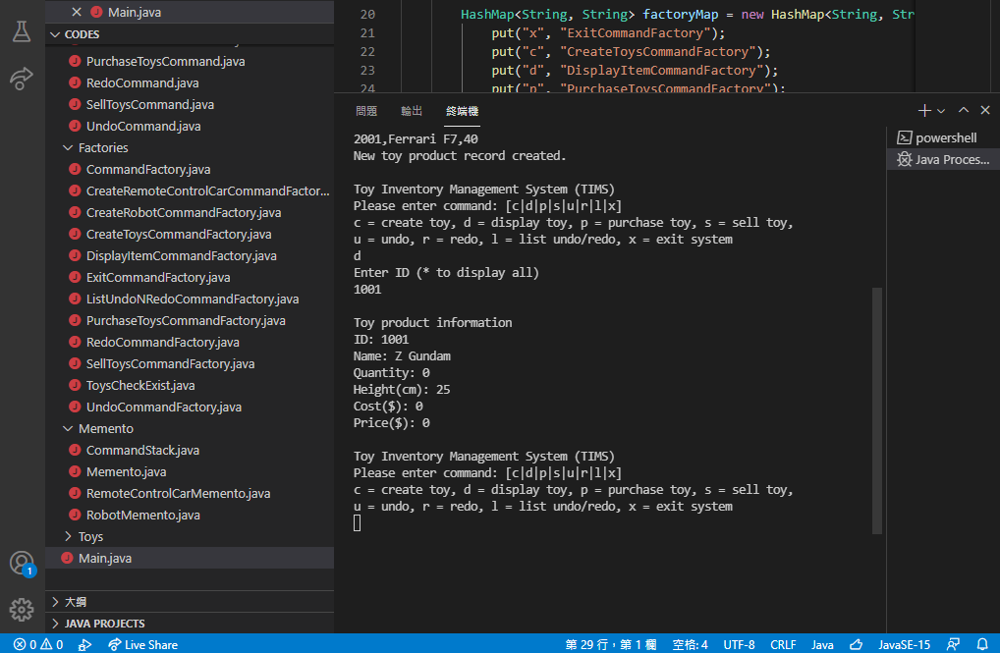 Main.java
CODES
PurchaseToysCommand.java
RedoCommand.java
SellToysCommand.java
UndoCommand.java
Factories
CommandFactory.java
CreateRemoteControlCarCommandFactor...
CreateRobotCommandFactory.java
CreateToysCommandFactory.java
DisplayItemCommandFactory.java
ExitCommandFactory.java
ListUndoNRedoCommandFactory.java
PurchaseToysCommandFactory.java
RedoCommandFactory.java
SellToysCommandFactory.java
ToysCheckExist.java
UndoCommandFactory.java
Memento
CommandStack.java
Memento.java
RemoteControlCarMemento.java
RobotMemento.java
Toys
Main.java
大綱
JAVA PROJECTS
1
20 HashMap<String, String> factoryMap = new HashMap<String, Str
21 put("x", "ExitCommandFactory");
22 put("c", "CreateToysCommandFactory");
23 put("d", "DisplayItemCommandFactory");
24 put("p", "PurchaseToysCommandFactory");
問題 輸出 終端機
2001,Ferrari F7,40
New toy product record created.
Toy Inventory Management System (TIMS)
Please enter command: [c|d|p|s|u|r|l|x]
c = create toy, d = display toy, p = purchase toy, s = sell toy,
u = undo, r = redo, l = list undo/redo, x = exit system
d
Enter ID (* to display all)
1001
Toy product information
ID: 1001
Name: Z Gundam
Quantity: 0
Height(cm): 25
Cost($): 0
Price($): 0
Toy Inventory Management System (TIMS)
Please enter command: [c|d|p|s|u|r|l|x]
c = create toy, d = display toy, p = purchase toy, s = sell toy,
u = undo, r = redo, l = list undo/redo, x = exit system
powershell
Java Proces...
0 0 Live Share 第 29 行，第 1 欄 空格: 4 UTF-8 CRLF Java JavaSE-15